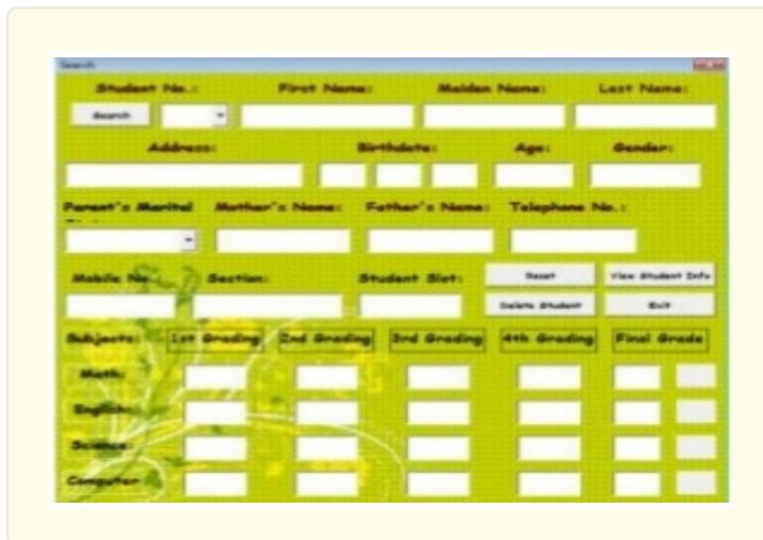 Search
Student No.: First Name: Maiden Name: Last Name:
Search
Address: Birthdate: Age: Gender:
Parent's Marital Mother's Name: Father's Name: Telephone No.:
Mobile No. Section: Student Slot: Reset View Student Info
Delete Student Exit
Subjects: 1st Grading 2nd Grading 3rd Grading 4th Grading Final Grade
Math:
English:
Science:
Computer